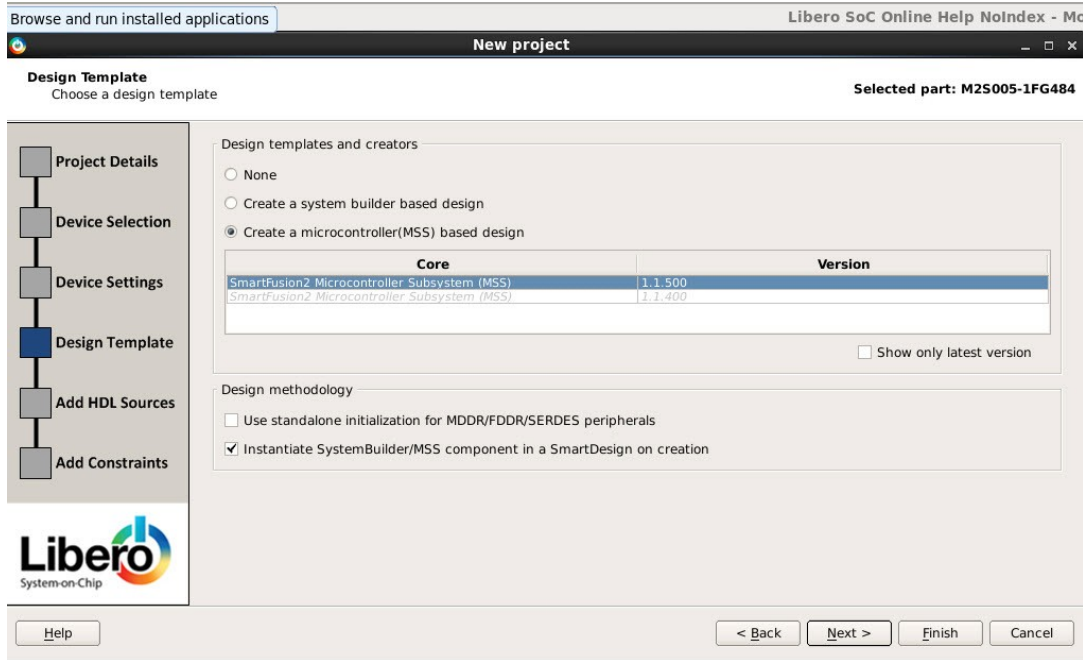 Browse and run installed applications
Libero SoC Online Help NoIndex - Mo
New project
Design Template
Choose a design template
Selected part: M2S005-1FG484
Project Details
Device Selection
Device Settings
Design Template
Add HDL Sources
Add Constraints
Libero
System-on-Chip
Design templates and creators
None
Create a system builder based design
Create a microcontroller(MSS) based design
Core Version
SmartFusion2 Microcontroller Subsystem (MSS) 1.1.500
SmartFusion2 Microcontroller Subsystem (MSS) 1.1.400
Show only latest version
Design methodology
Use standalone initialization for MDDR/FDDR/SERDES peripherals
Instantiate SystemBuilder/MSS component in a SmartDesign on creation
Help
< Back
Next >
Finish
Cancel